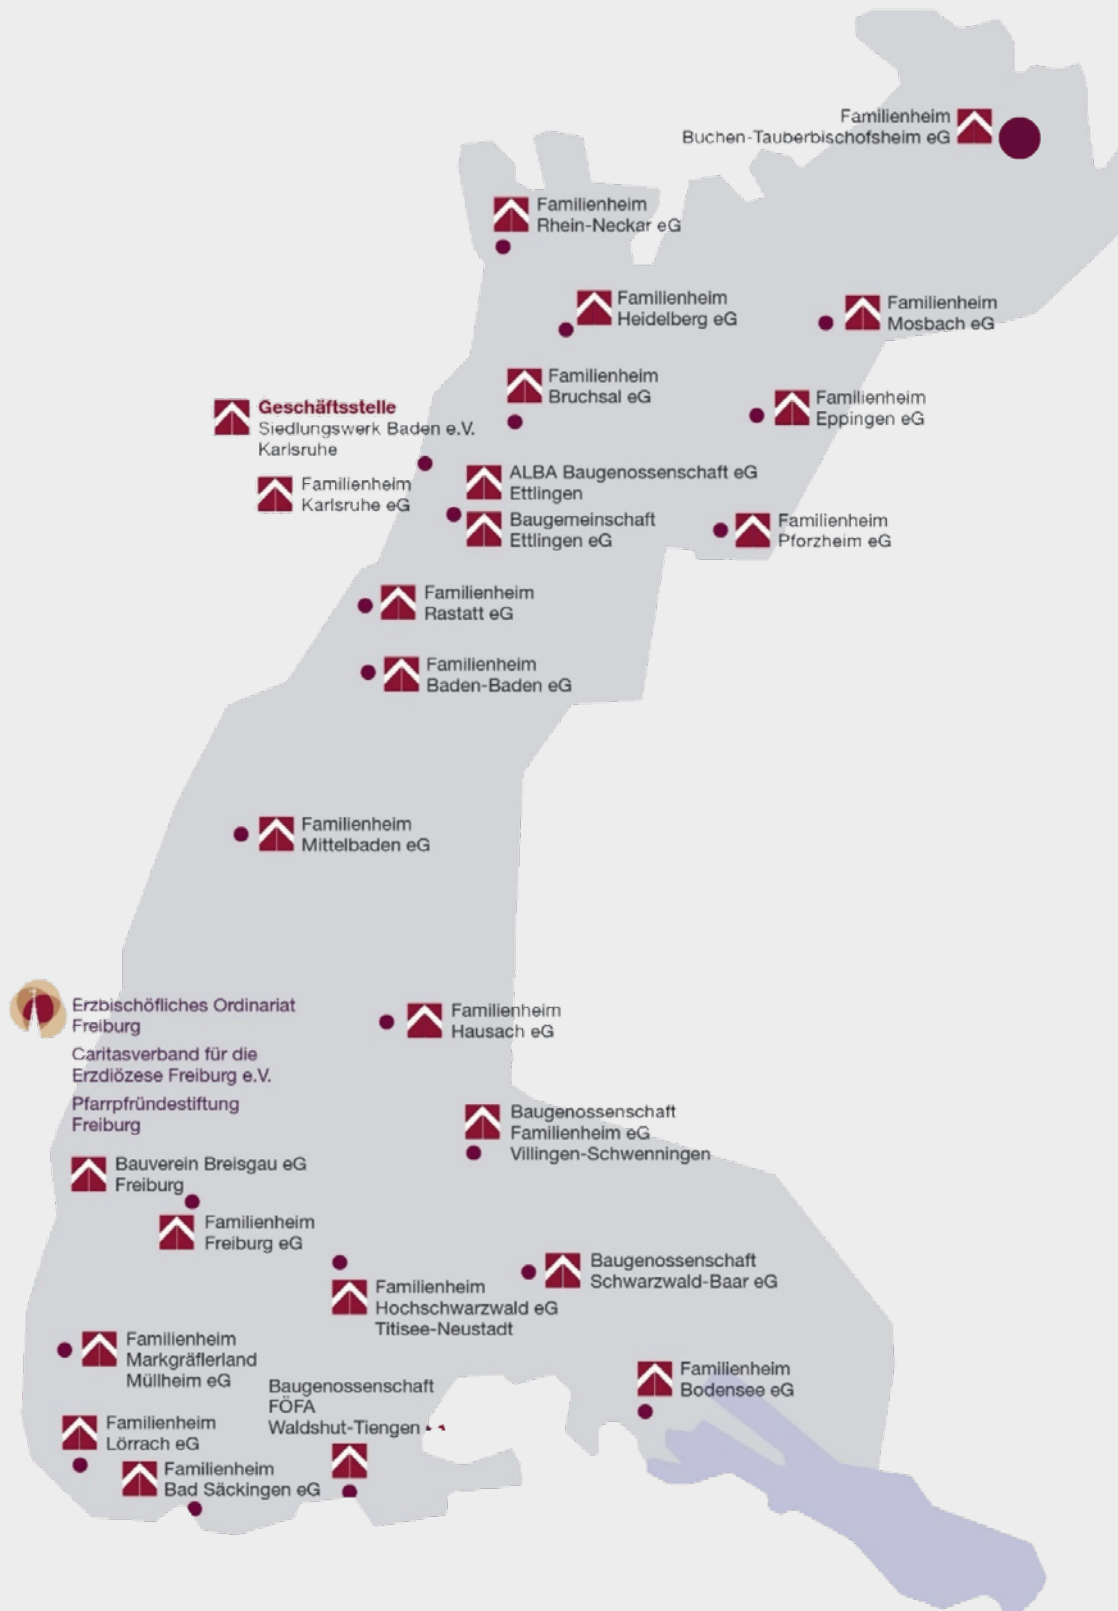 Familienheim
Buchen-Tauberbischofsheim eG
Familienheim
Rhein-Neckar eG
Familienheim
Heidelberg eG
Familienheim
Mosbach eG
Familienheim
Bruchsal eG
Familienheim
Eppingen eG
Geschäftsstelle
Siedlungswerk Baden e.V.
Karlsruhe
Familienheim
Karlsruhe eG
ALBA Baugenossenschaft eG
Ettlingen
Baugemeinschaft
Ettlingen eG
Familienheim
Pforzheim eG
Familienheim
Rastatt eG
Familienheim
Baden-Baden eG
Familienheim
Mittelbaden eG
Erzbischöfliches Ordinariat
Freiburg
Caritasverband für die
Erzdiözese Freiburg e.V.
Pfarrpfründestiftung
Freiburg
Familienheim
Hausach eG
Baugenossenschaft
Familienheim eG
Villingen-Schwenningen
Bauverein Breisgau eG
Freiburg
Familienheim
Freiburg eG
Baugenossenschaft
Schwarzwald-Baar eG
Familienheim
Hochschwarzwald eG
Titisee-Neustadt
Familienheim
Markgräflerland
Müllheim eG
Baugenossenschaft
FÖFA
Waldshut-Tiengen
Familienheim
Bodensee eG
Familienheim
Lörrach eG
Familienheim
Bad Säckingen eG